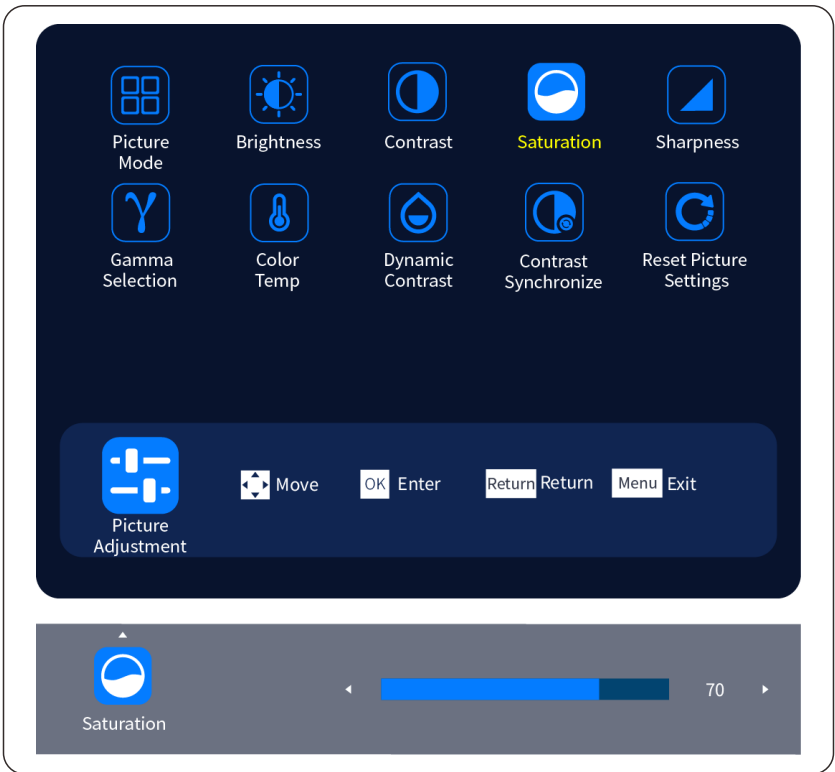 Picture
Mode
Brightness
Contrast
Saturation
Sharpness
Gamma
Selection
Color
Temp
Dynamic
Contrast
Contrast
Synchronize
Reset Picture
Settings
Picture
Adjustment
Move
OK Enter
Return Return
Menu Exit
Saturation
70